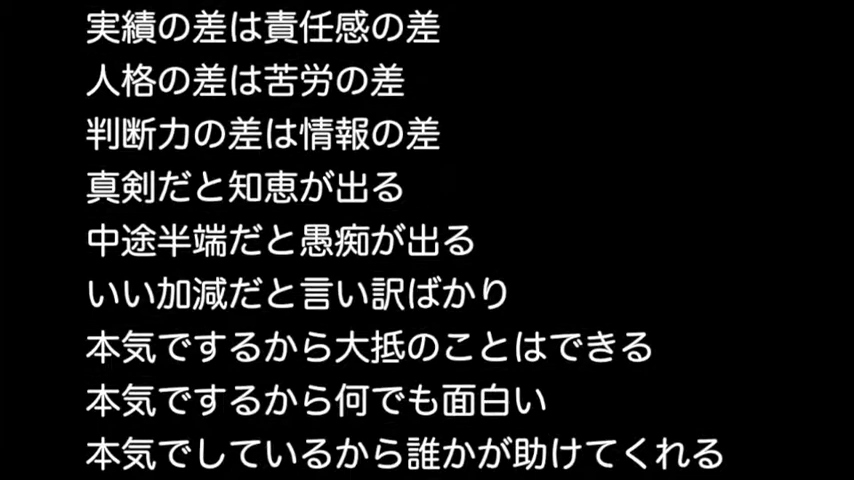 実績の差は責任感の差
人格の差は苦労の差
判断力の差は情報の差
真剣だと知恵が出る
中途半端だと愚痴が出る
いい加減だと言い訳ばかり
本気でするから大抵のことはできる
本気でするから何でも面白い
本気でしているから誰かが助けてくれる